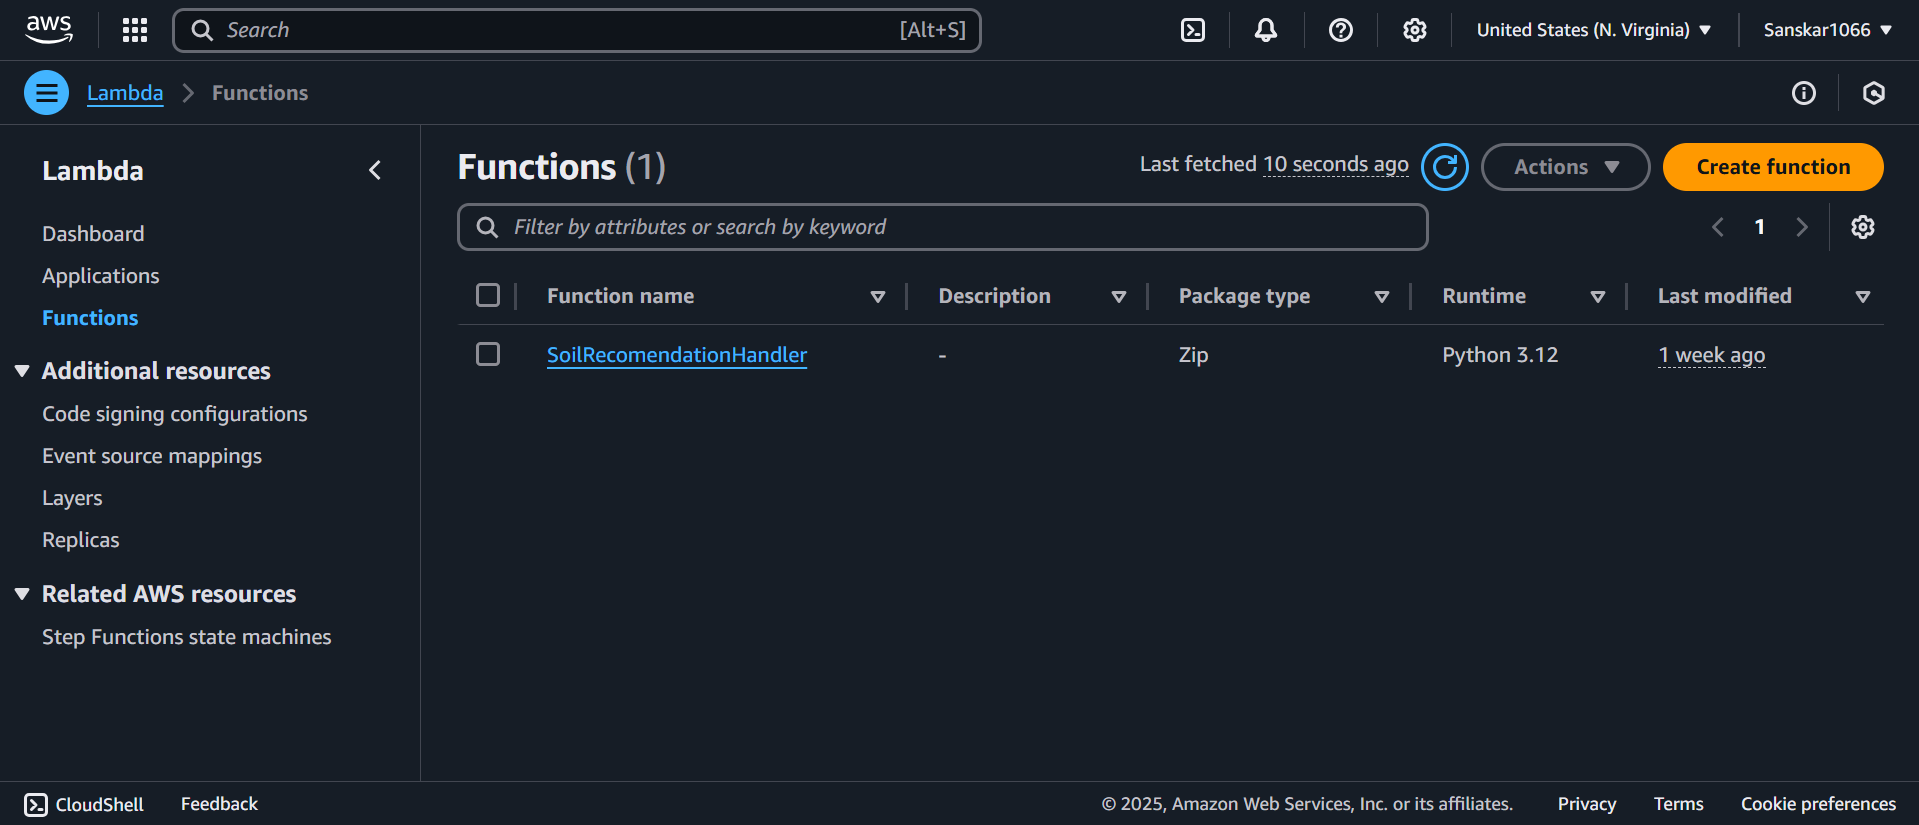 aws
Search [Alt+S]
United States (N. Virginia)
Sanskar1066
Lambda
Functions
Lambda
Dashboard
Applications
Functions
Additional resources
Code signing configurations
Event source mappings
Layers
Replicas
Related AWS resources
Step Functions state machines
Functions (1)
Last fetched 10 seconds ago
Actions
Create function
Filter by attributes or search by keyword
1
Function name Description Package type Runtime Last modified
SoilRecomendationHandler - Zip Python 3.12 1 week ago
CloudShell Feedback © 2025, Amazon Web Services, Inc. or its affiliates. Privacy Terms Cookie preferences